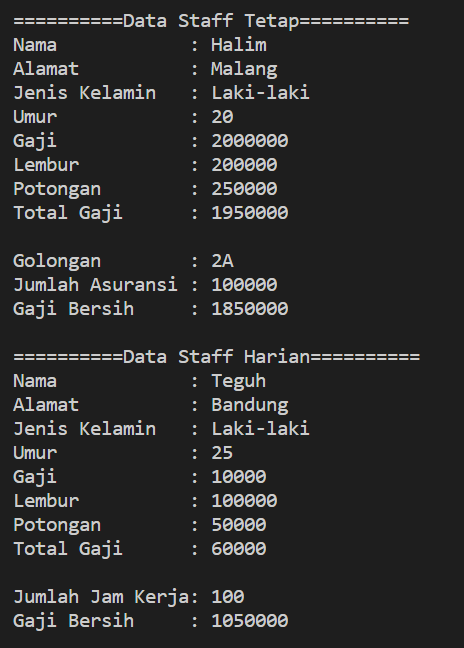 ==========Data Staff Tetap==========
Nama            : Halim
Alamat          : Malang
Jenis Kelamin   : Laki-laki
Umur            : 20
Gaji            : 2000000
Lembur          : 200000
Potongan        : 250000
Total Gaji      : 1950000

Golongan        : 2A
Jumlah Asuransi : 100000
Gaji Bersih     : 1850000

==========Data Staff Harian==========
Nama            : Teguh
Alamat          : Bandung
Jenis Kelamin   : Laki-laki
Umur            : 25
Gaji            : 10000
Lembur          : 100000
Potongan        : 50000
Total Gaji      : 60000

Jumlah Jam Kerja: 100
Gaji Bersih     : 1050000